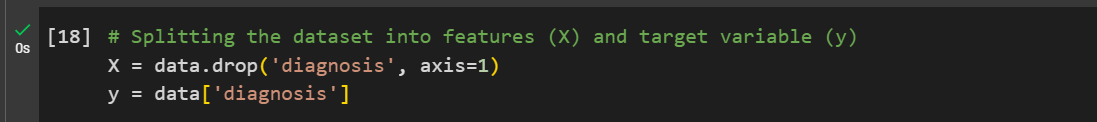 [18] # Splitting the dataset into features (X) and target variable (y)
0s
X = data.drop('diagnosis', axis=1)
y = data['diagnosis']